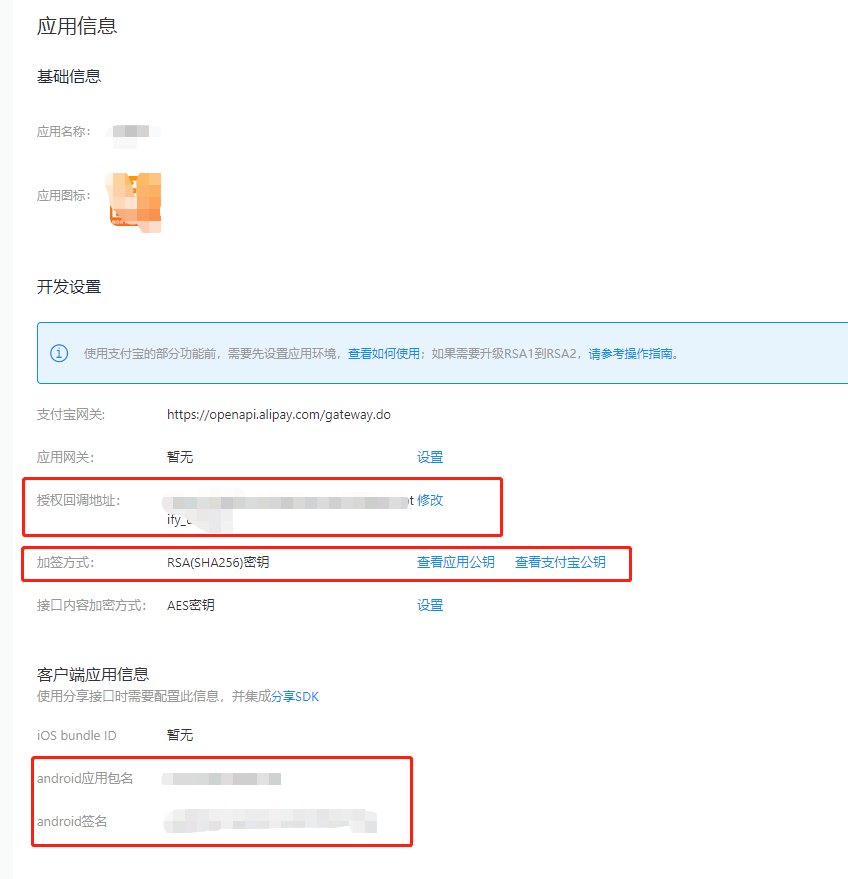 应用信息
基础信息
应用名称：
应用图标：
开发设置
使用支付宝的部分功能前，需要先设置应用环境，查看如何使用；如果需要升级RSA1到RSA2，请参考操作指南。
支付宝网关: https://openapi.alipay.com/gateway.do
应用网关: 暂无 设置
授权回调地址: 修改
ify_
加签方式: RSA(SHA256)密钥 查看应用公钥 查看支付宝公钥
接口内容加密方式: AES密钥 设置
客户端应用信息
使用分享接口时需要配置此信息，并集成分享SDK
iOS bundle ID 暂无
android应用包名
android签名